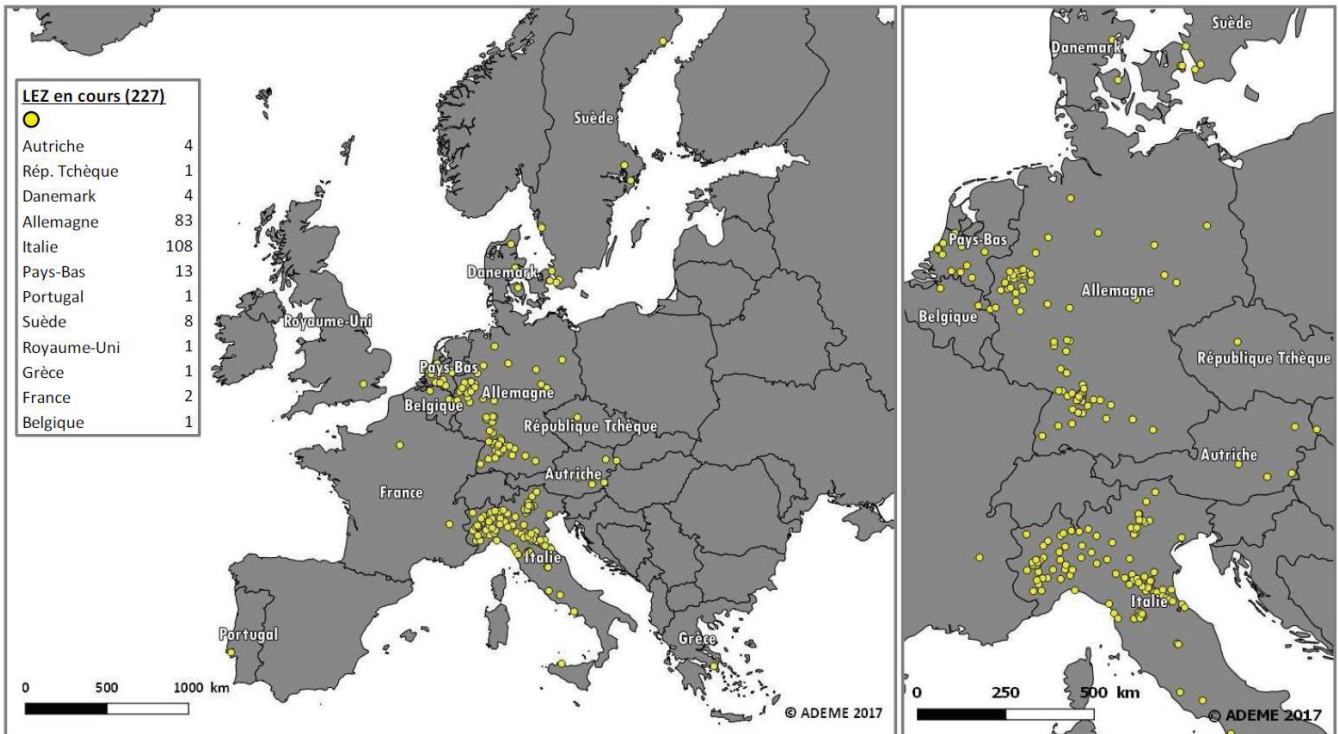 LEZ en cours (227)
Autriche 4
Rép. Tchèque 1
Danemark 4
Allemagne 83
Italie 108
Pays-Bas 13
Portugal 1
Suède 8
Royaume-Uni 1
Grèce 1
France 2
Belgique 1
Suède
Danemark
Royaume-Uni
Pays-Bas
Allemagne
Belgique
République Tchèque
Autriche
France
Italie
Portugal
Grèce
0 500 1000 km
© ADEME 2017
Suède
Danemark
Pays-Bas
Allemagne
Belgique
République Tchèque
Autriche
Italie
0 250 500 km
© ADEME 2017